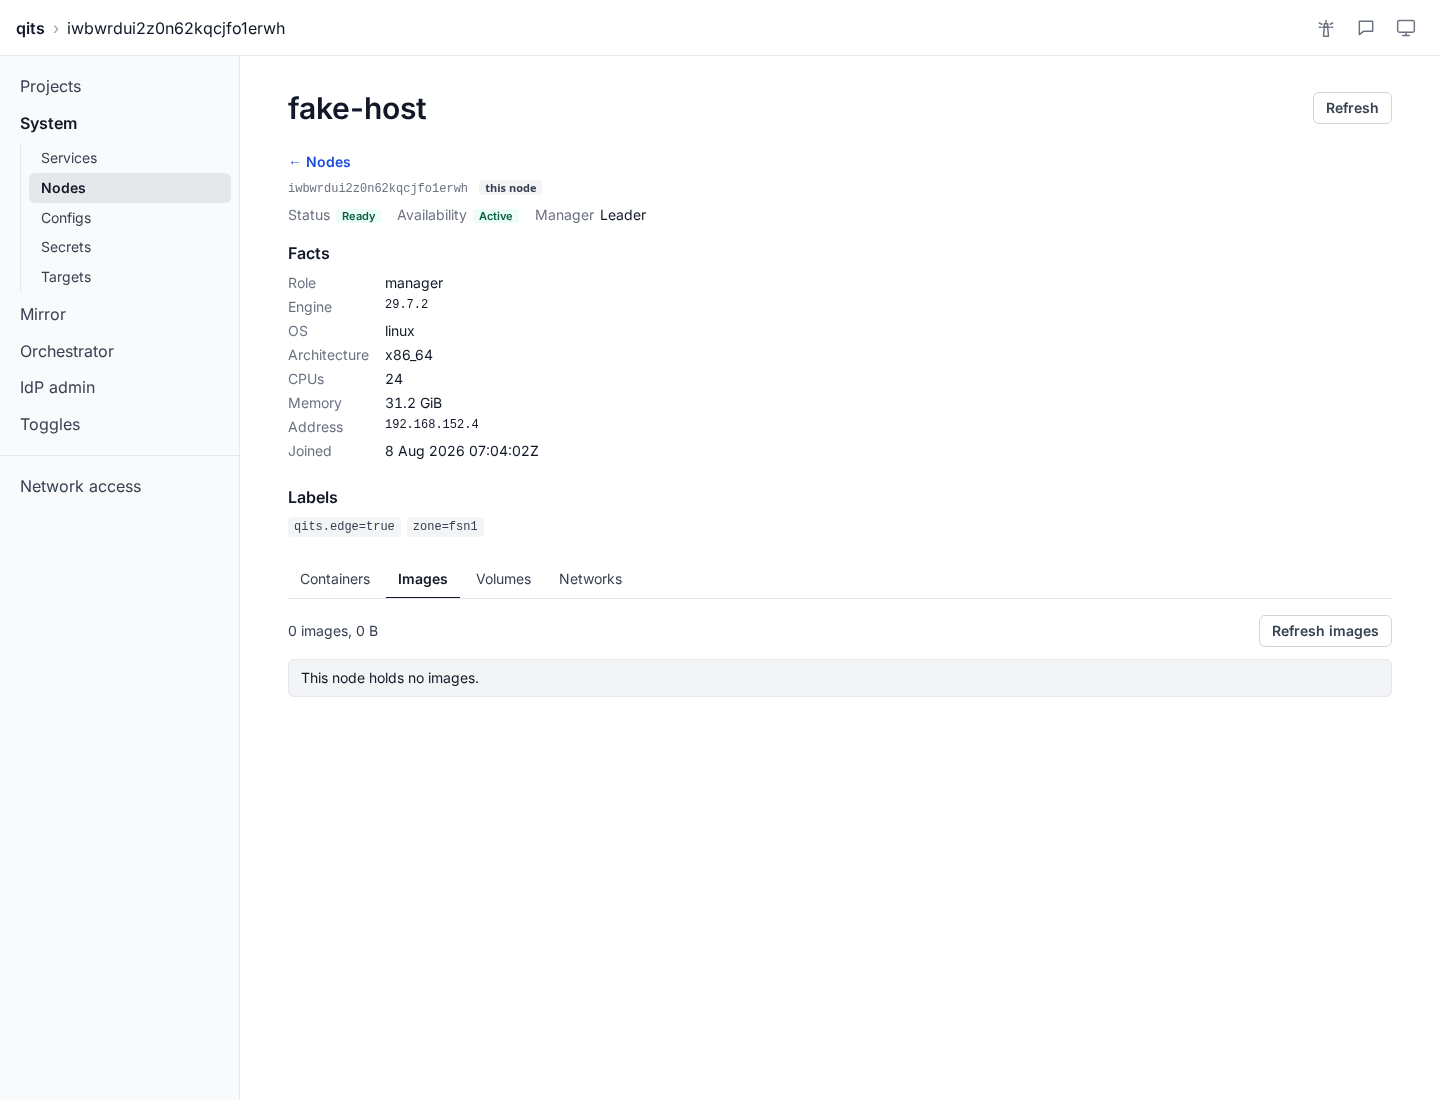 qits › iwbwrdui2z0n62kqcjfo1erwh
Projects
System
Services
Nodes
Configs
Secrets
Targets
Mirror
Orchestrator
IdP admin
Toggles
Network access
fake-host
Refresh
← Nodes
iwbwrdui2z0n62kqcjfo1erwh this node
Status Ready Availability Active Manager Leader
Facts
Role manager
Engine 29.7.2
OS linux
Architecture x86_64
CPUs 24
Memory 31.2 GiB
Address 192.168.152.4
Joined 8 Aug 2026 07:04:02Z
Labels
qits.edge=true zone=fsn1
Containers Images Volumes Networks
0 images, 0 B
Refresh images
This node holds no images.